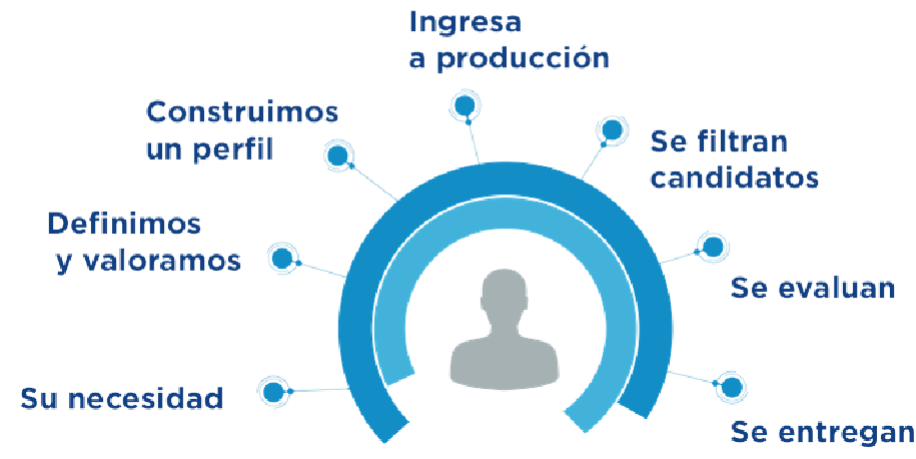 Ingresa
a producción
Construimos
un perfil
Se filtran
candidatos
Definimos
y valoramos
Se evaluan
Su necesidad
Se entregan